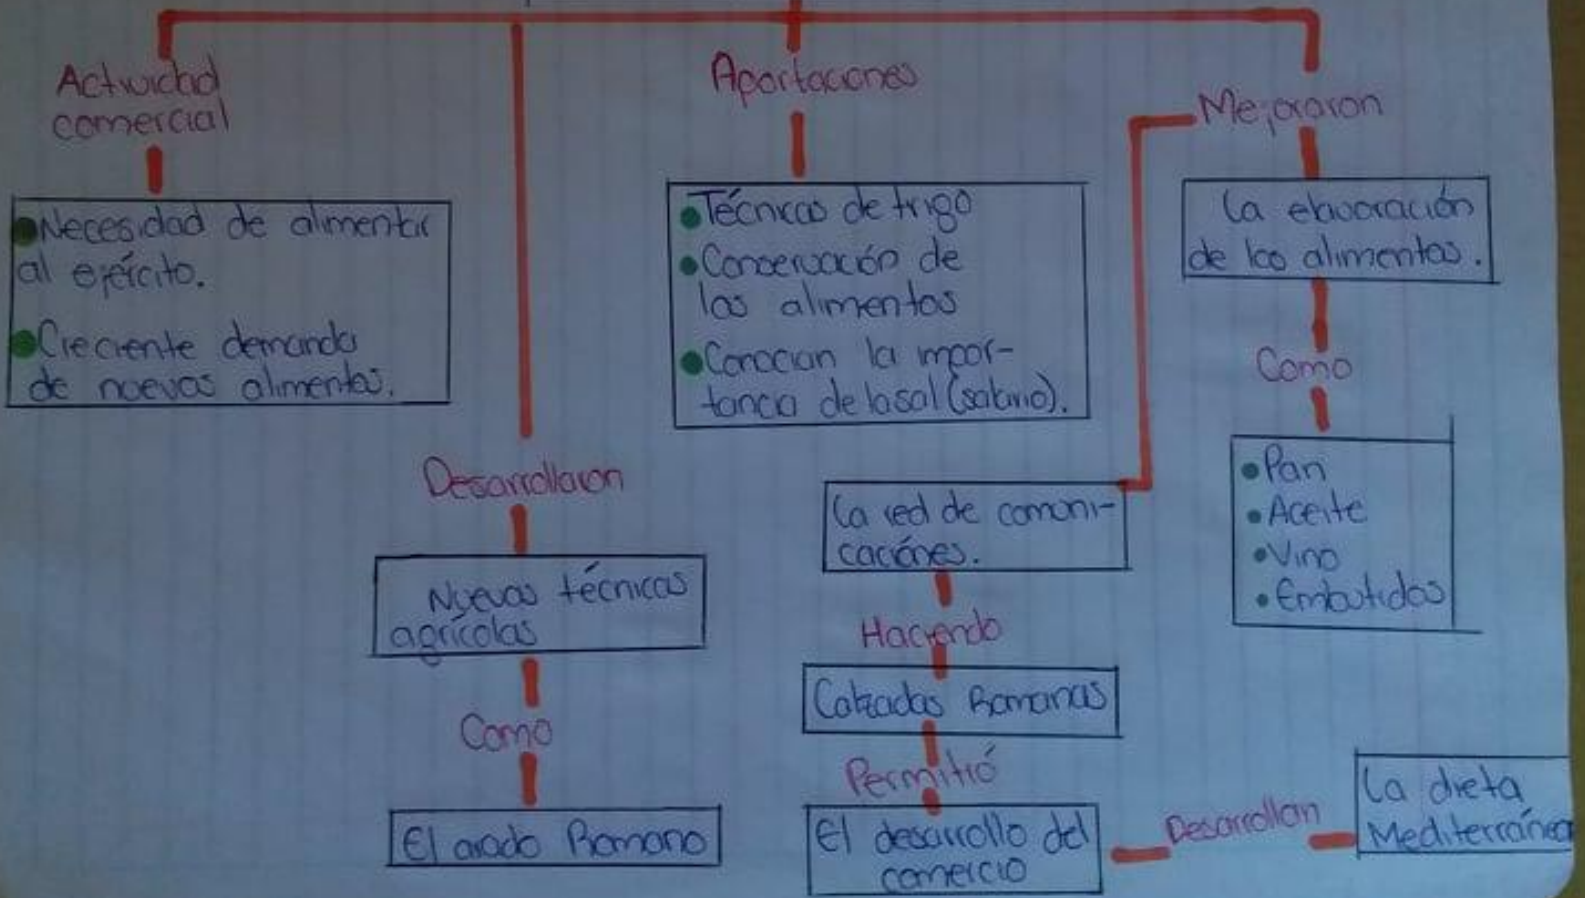 Actividad
comercial
Necesidad de alimentar
al ejército.
Creciente demanda
de nuevos alimentos.
Desarrollaron
Nuevas técnicas
agrícolas
Como
El arado Romano
Aportaciones
Técnicas de trigo
Conservación de
los alimentos
Conocian la impor-
tancia de la sal (salario).
Mejoraron
La elavoración
de los alimentos.
Como
Pan
Aceite
Vino
Embutidos
La red de comuni-
caciónes.
Haciendo
Calzadas Romanas
Permitió
El desarrollo del
comercio
Desarrollan
La dieta
Mediterránea